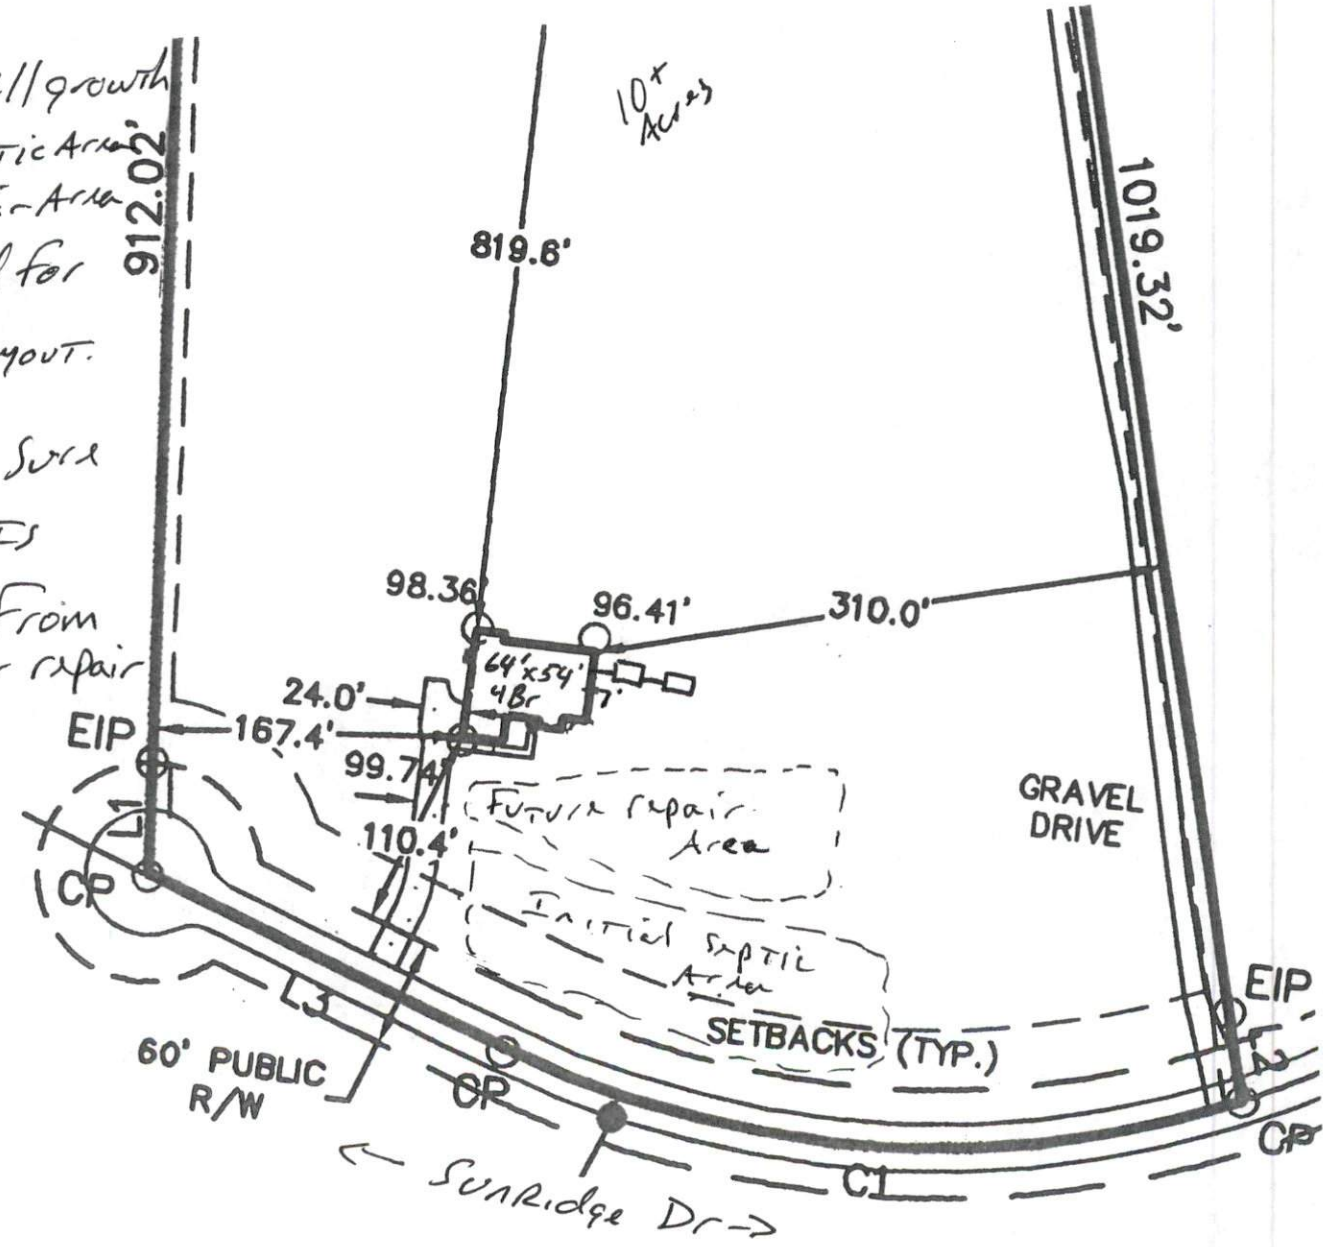 ll growth
tic Area
r-Area
912.02'
for
yout.
Sure
Is
From
r repair
10+
Acres
819.6'
1019.32'
98.36'
96.41'
310.0'
64'x54'
4Br
7'
24.0'
EIP
167.4'
99.74'
L1
110.4'
CP
Future repair
Area
Initial Septic
Area
GRAVEL
DRIVE
SETBACKS (TYP.)
EIP
L2
L3
60' PUBLIC
R/W
CP
CP
C1
← SunRidge Dr →